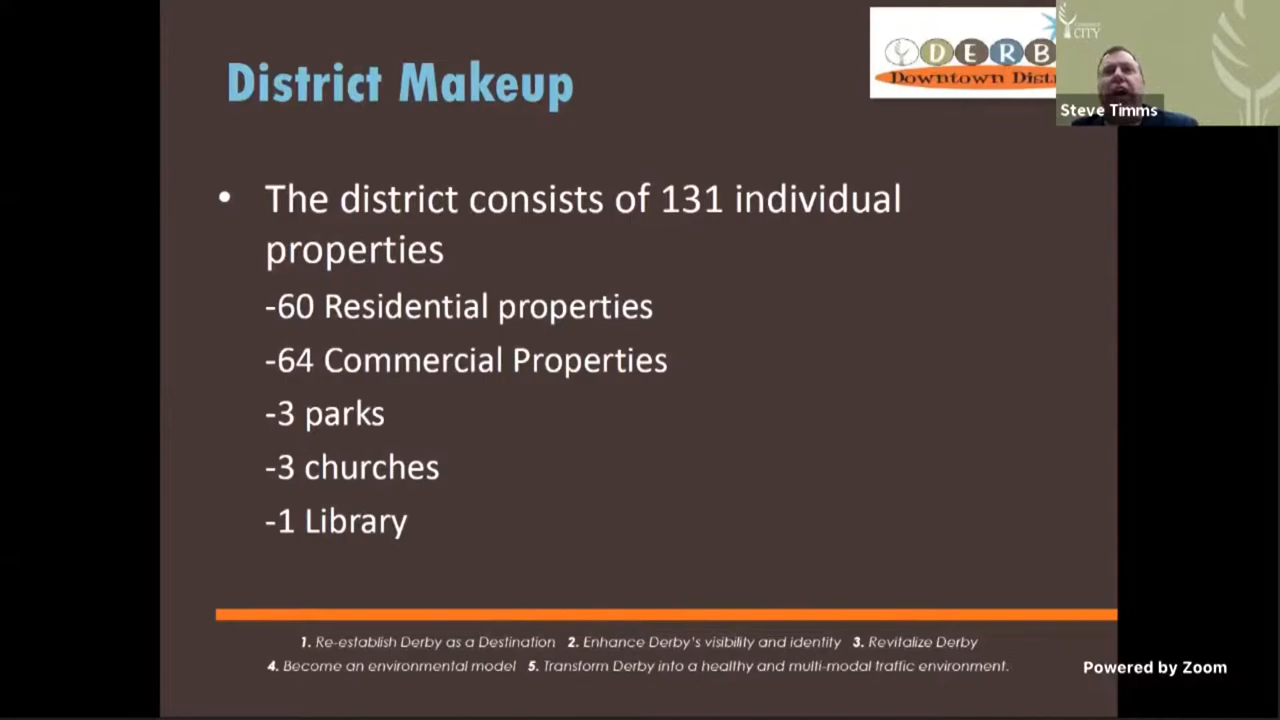 District Makeup
DERB
Downtown Distr
CITY
Steve Timms
• The district consists of 131 individual
properties
-60 Residential properties
-64 Commercial Properties
-3 parks
-3 churches
-1 Library
1. Re-establish Derby as a Destination 2. Enhance Derby's visibility and identity 3. Revitalize Derby
4. Become an environmental model 5. Transform Derby into a healthy and multi-modal traffic environment.
Powered by Zoom